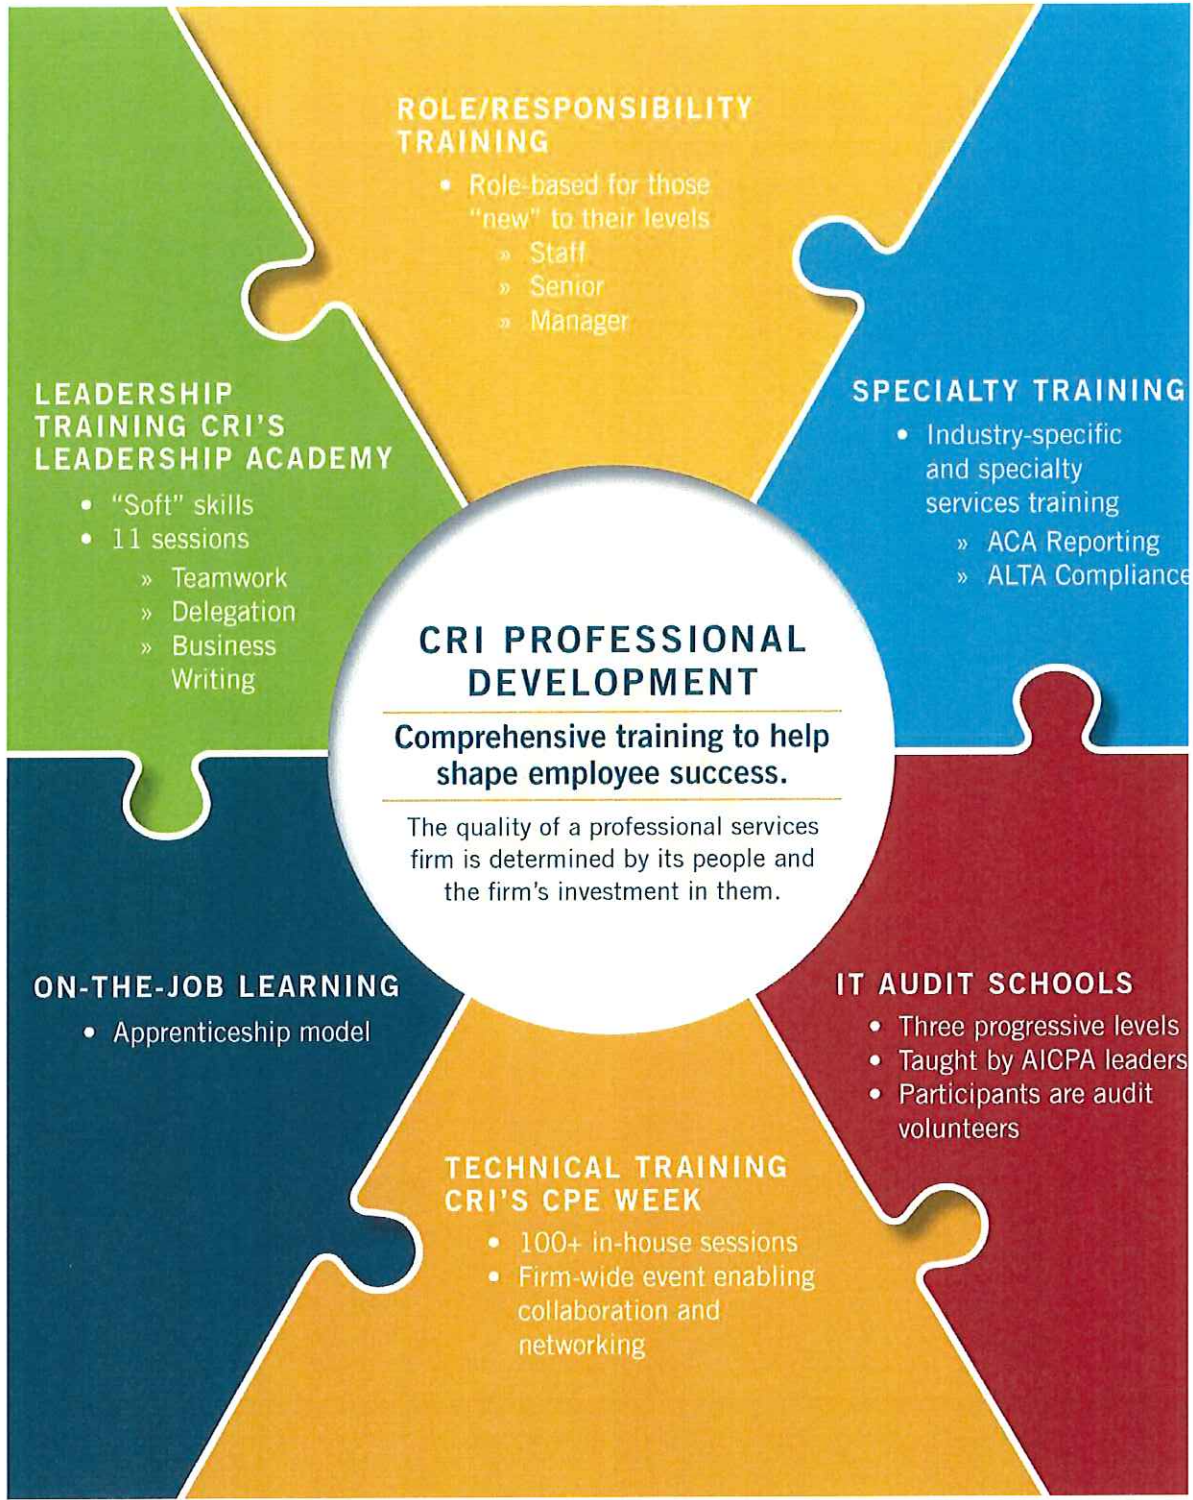 ROLE/RESPONSIBILITY
TRAINING
• Role-based for those
"new" to their levels
» Staff
» Senior
» Manager
LEADERSHIP
TRAINING CRI'S
LEADERSHIP ACADEMY
• "Soft" skills
• 11 sessions
» Teamwork
» Delegation
» Business
Writing
SPECIALTY TRAINING
• Industry-specific
and specialty
services training
» ACA Reporting
» ALTA Compliance
CRI PROFESSIONAL
DEVELOPMENT
Comprehensive training to help
shape employee success.
The quality of a professional services
firm is determined by its people and
the firm's investment in them.
ON-THE-JOB LEARNING
• Apprenticeship model
IT AUDIT SCHOOLS
• Three progressive levels
• Taught by AICPA leaders
• Participants are audit
volunteers
TECHNICAL TRAINING
CRI'S CPE WEEK
• 100+ in-house sessions
• Firm-wide event enabling
collaboration and
networking